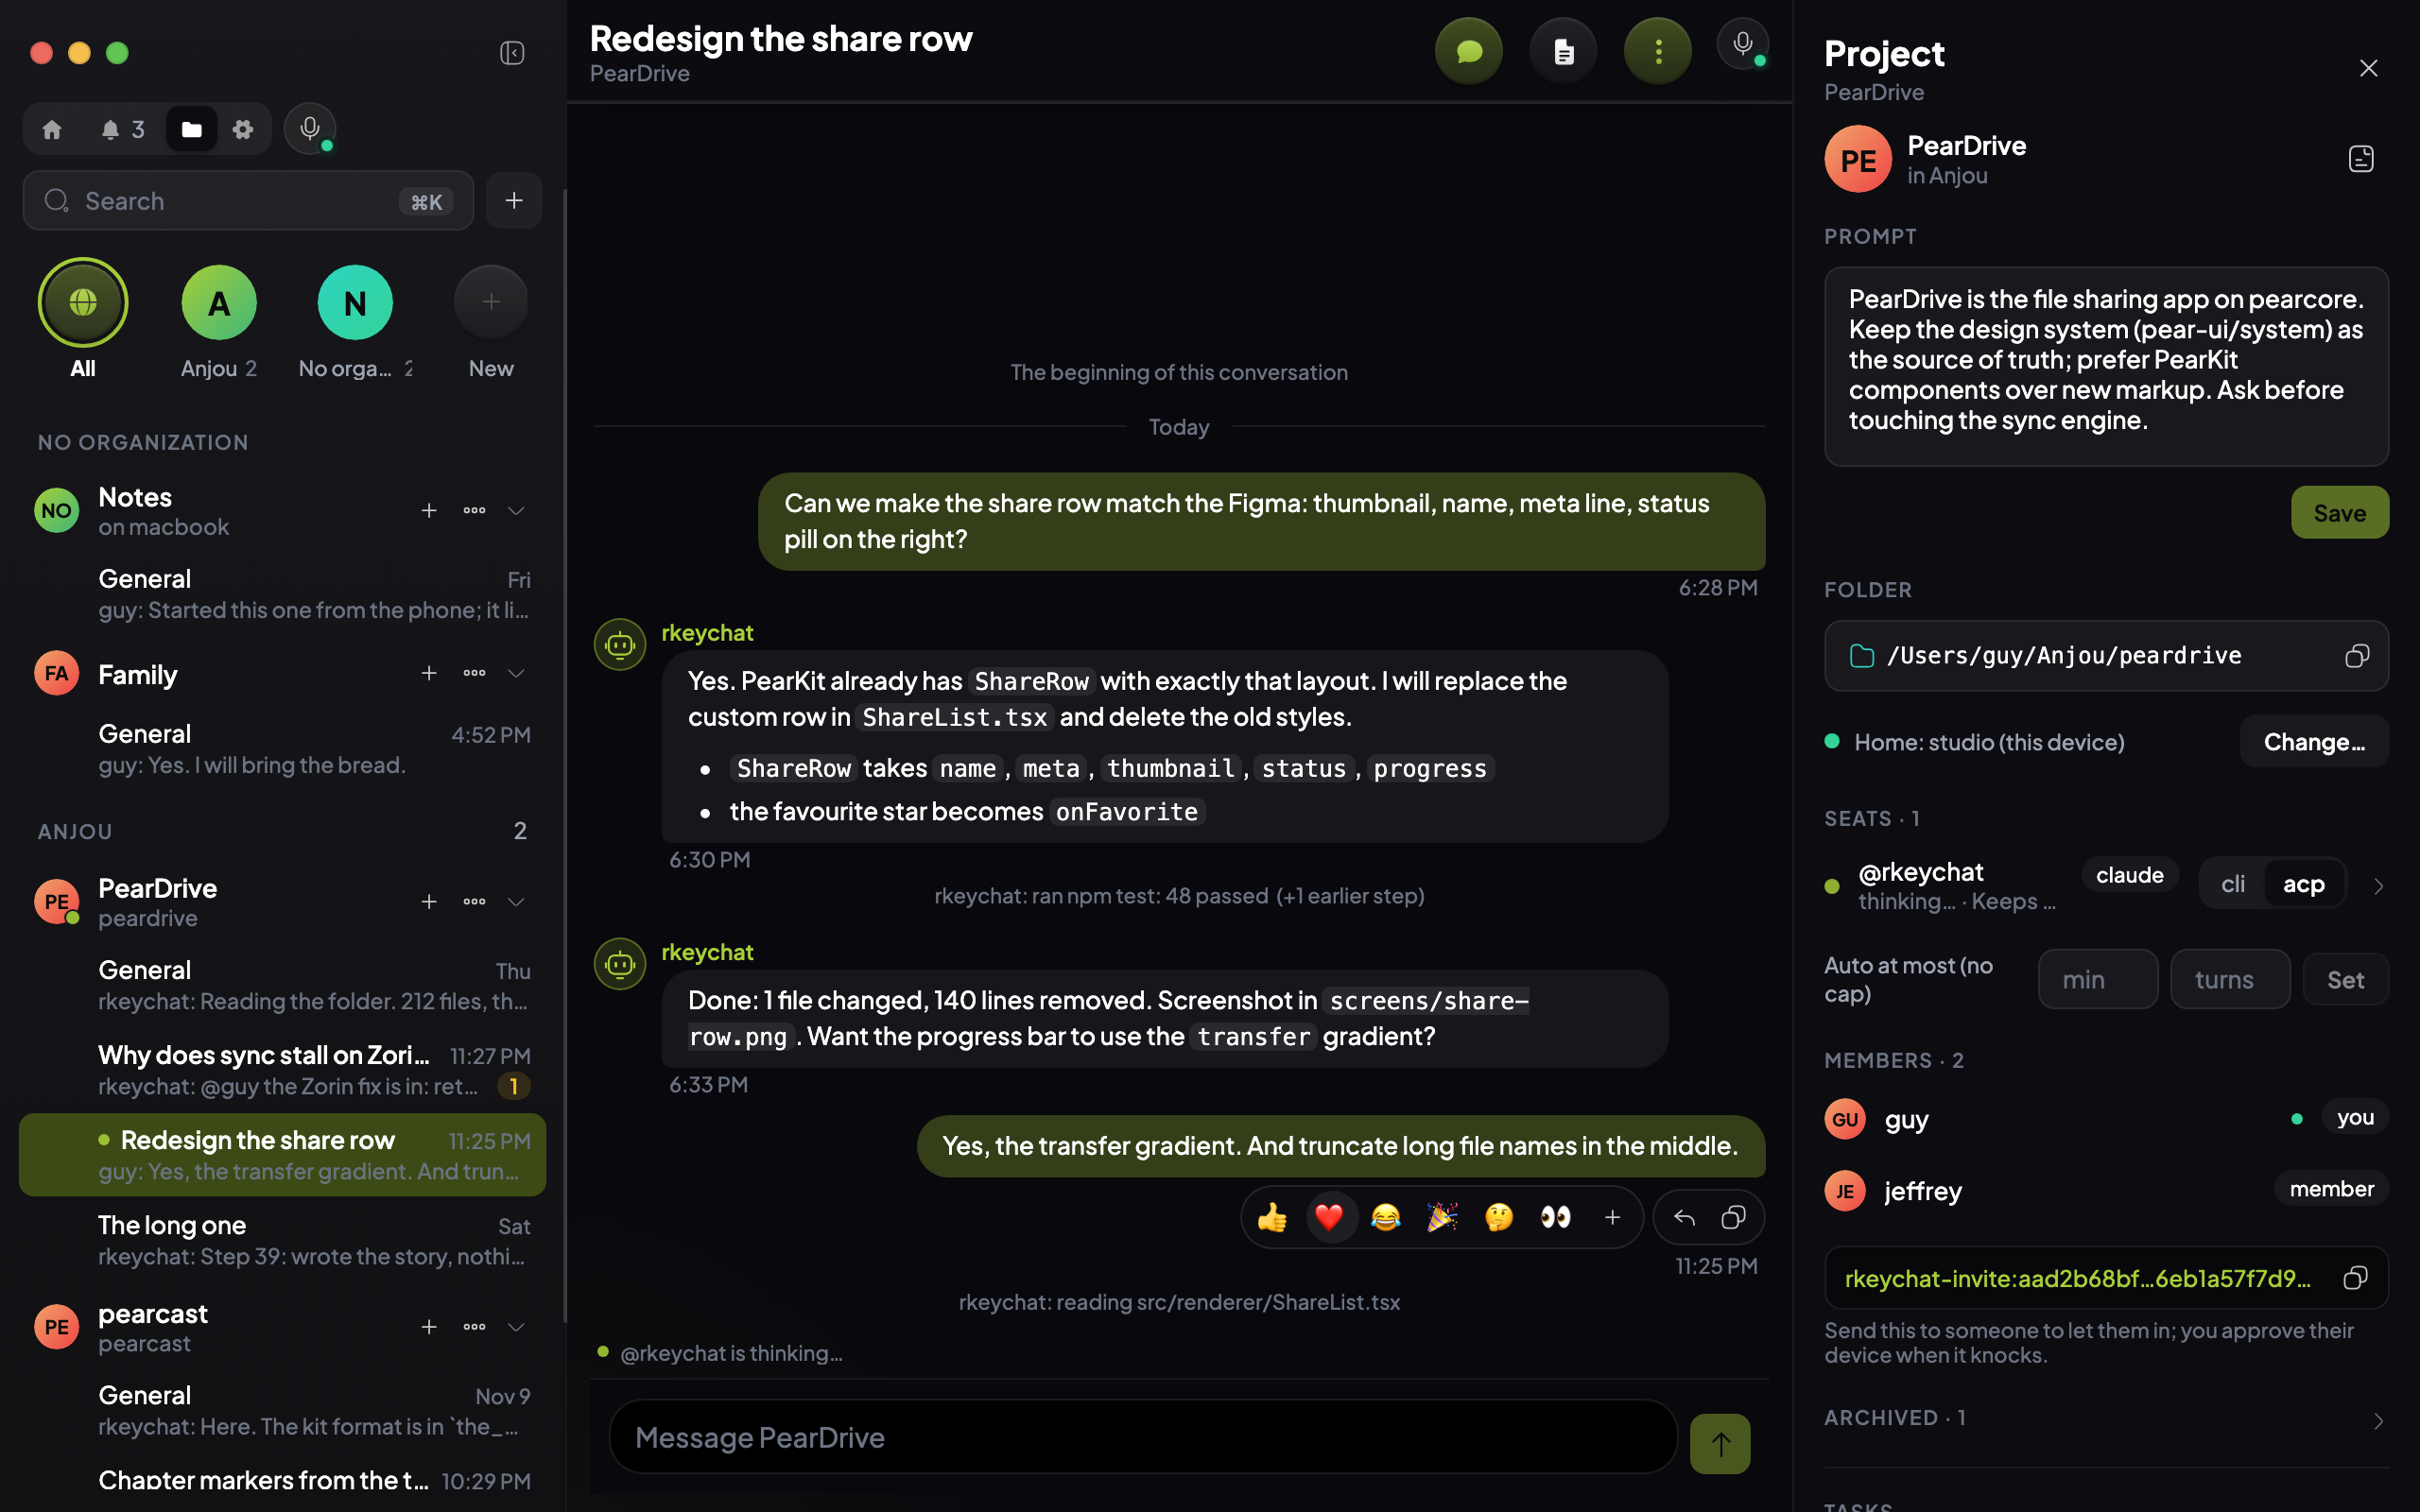 3
Search
⌘K
A
N
All
Anjou 2
No orga... 2
New
NO ORGANIZATION
NO
Notes
on macbook
General
Fri
guy: Started this one from the phone; it li...
FA
Family
General
4:52 PM
guy: Yes. I will bring the bread.
ANJOU
2
PE
PearDrive
peardrive
General
Thu
rkeychat: Reading the folder. 212 files, th...
Why does sync stall on Zori...
11:27 PM
rkeychat: @guy the Zorin fix is in: ret...
1
Redesign the share row
11:25 PM
guy: Yes, the transfer gradient. And trun...
The long one
Sat
rkeychat: Step 39: wrote the story, nothi...
PE
pearcast
pearcast
General
Nov 9
rkeychat: Here. The kit format is in `the_...
Chapter markers from the t...
10:29 PM
Redesign the share row
PearDrive
The beginning of this conversation
Today
Can we make the share row match the Figma: thumbnail, name, meta line, status
pill on the right?
6:28 PM
rkeychat
Yes. PearKit already has ShareRow with exactly that layout. I will replace the
custom row in ShareList.tsx and delete the old styles.
• ShareRow takes name, meta, thumbnail, status, progress
• the favourite star becomes onFavorite
6:30 PM
rkeychat: ran npm test: 48 passed (+1 earlier step)
rkeychat
Done: 1 file changed, 140 lines removed. Screenshot in screens/share-
row.png. Want the progress bar to use the transfer gradient?
6:33 PM
Yes, the transfer gradient. And truncate long file names in the middle.
11:25 PM
rkeychat: reading src/renderer/ShareList.tsx
@rkeychat is thinking...
Message PearDrive
Project
PearDrive
PE
PearDrive
in Anjou
PROMPT
PearDrive is the file sharing app on pearcore.
Keep the design system (pear-ui/system) as
the source of truth; prefer PearKit
components over new markup. Ask before
touching the sync engine.
Save
FOLDER
/Users/guy/Anjou/peardrive
Home: studio (this device)
Change...
SEATS · 1
@rkeychat
thinking... · Keeps ...
claude
cli
acp
Auto at most (no
cap)
min
turns
Set
MEMBERS · 2
GU
guy
you
JE
jeffrey
member
rkeychat-invite:aad2b68bf...6eb1a57f7d9...
Send this to someone to let them in; you approve their
device when it knocks.
ARCHIVED · 1
TASKS